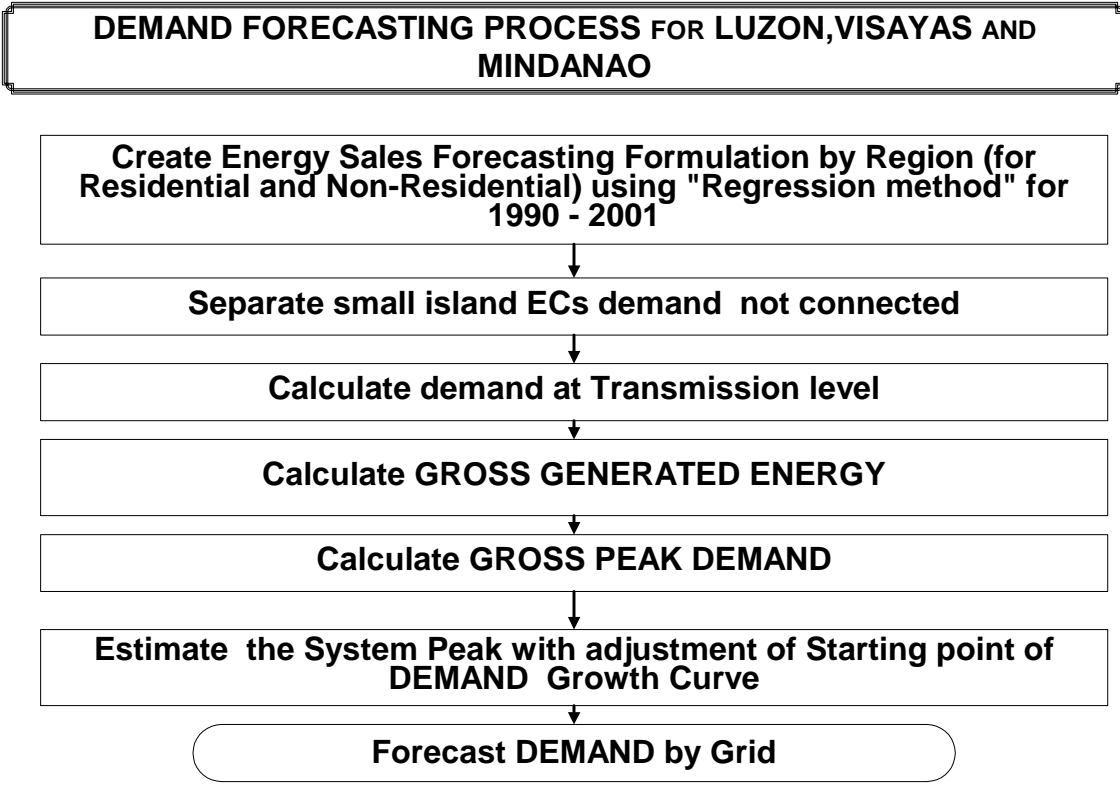 DEMAND FORECASTING PROCESS FOR LUZON,VISAYAS AND
MINDANAO
Create Energy Sales Forecasting Formulation by Region (for
Residential and Non-Residential) using "Regression method" for
1990 - 2001
Separate small island ECs demand  not connected
Calculate demand at Transmission level
Calculate GROSS GENERATED ENERGY
Calculate GROSS PEAK DEMAND
Estimate  the System Peak with adjustment of Starting point of
DEMAND  Growth Curve
Forecast DEMAND by Grid